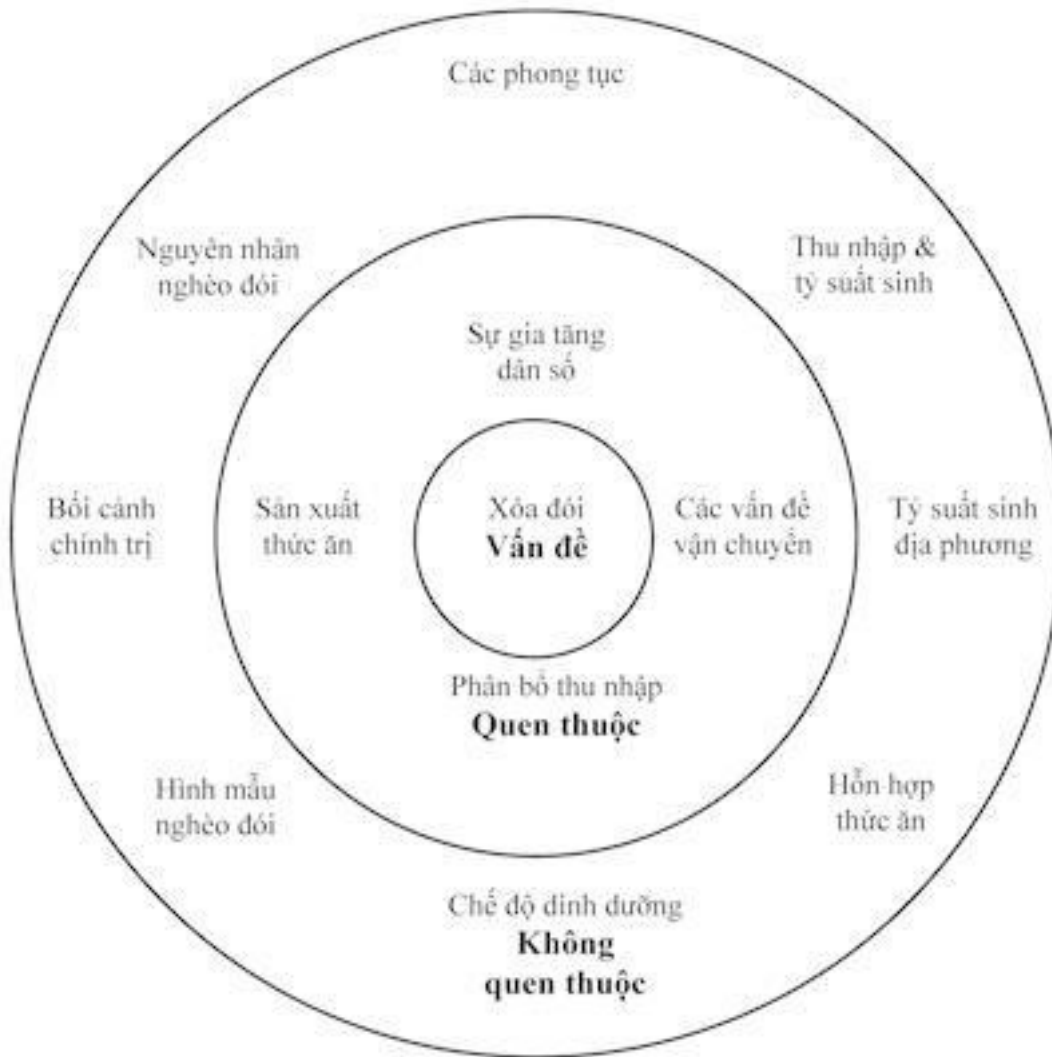 Các phong tục
Nguyên nhân
nghèo đói
Thu nhập &
tỷ suất sinh
Sự gia tăng
dân số
Bối cảnh
chính trị
Sản xuất
thức ăn
Xóa đói
Vấn đề
Các vấn đề
vận chuyển
Tỷ suất sinh
địa phương
Phân bổ thu nhập
Quen thuộc
Hình mẫu
nghèo đói
Hỗn hợp
thức ăn
Chế độ dinh dưỡng
Không
quen thuộc